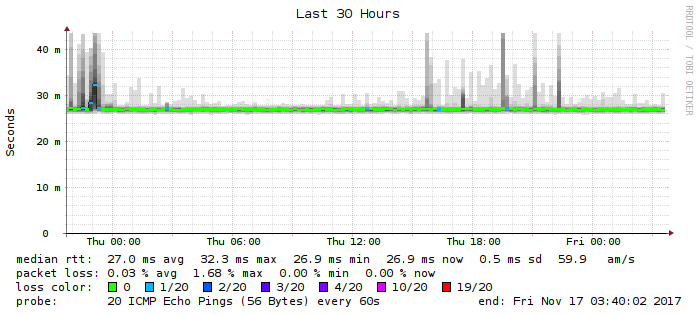 Last 30 Hours
RRDTOOL / TOBI OETIKER
Seconds
40 m
30 m
20 m
10 m
0
Thu 00:00 Thu 06:00 Thu 12:00 Thu 18:00 Fri 00:00
median rtt: 27.0 ms avg 32.3 ms max 26.9 ms min 26.9 ms now 0.5 ms sd 59.9 am/s
packet loss: 0.03 % avg 1.68 % max 0.00 % min 0.00 % now
loss color: 0 1/20 2/20 3/20 4/20 10/20 19/20
probe: 20 ICMP Echo Pings (56 Bytes) every 60s end: Fri Nov 17 03:40:02 2017